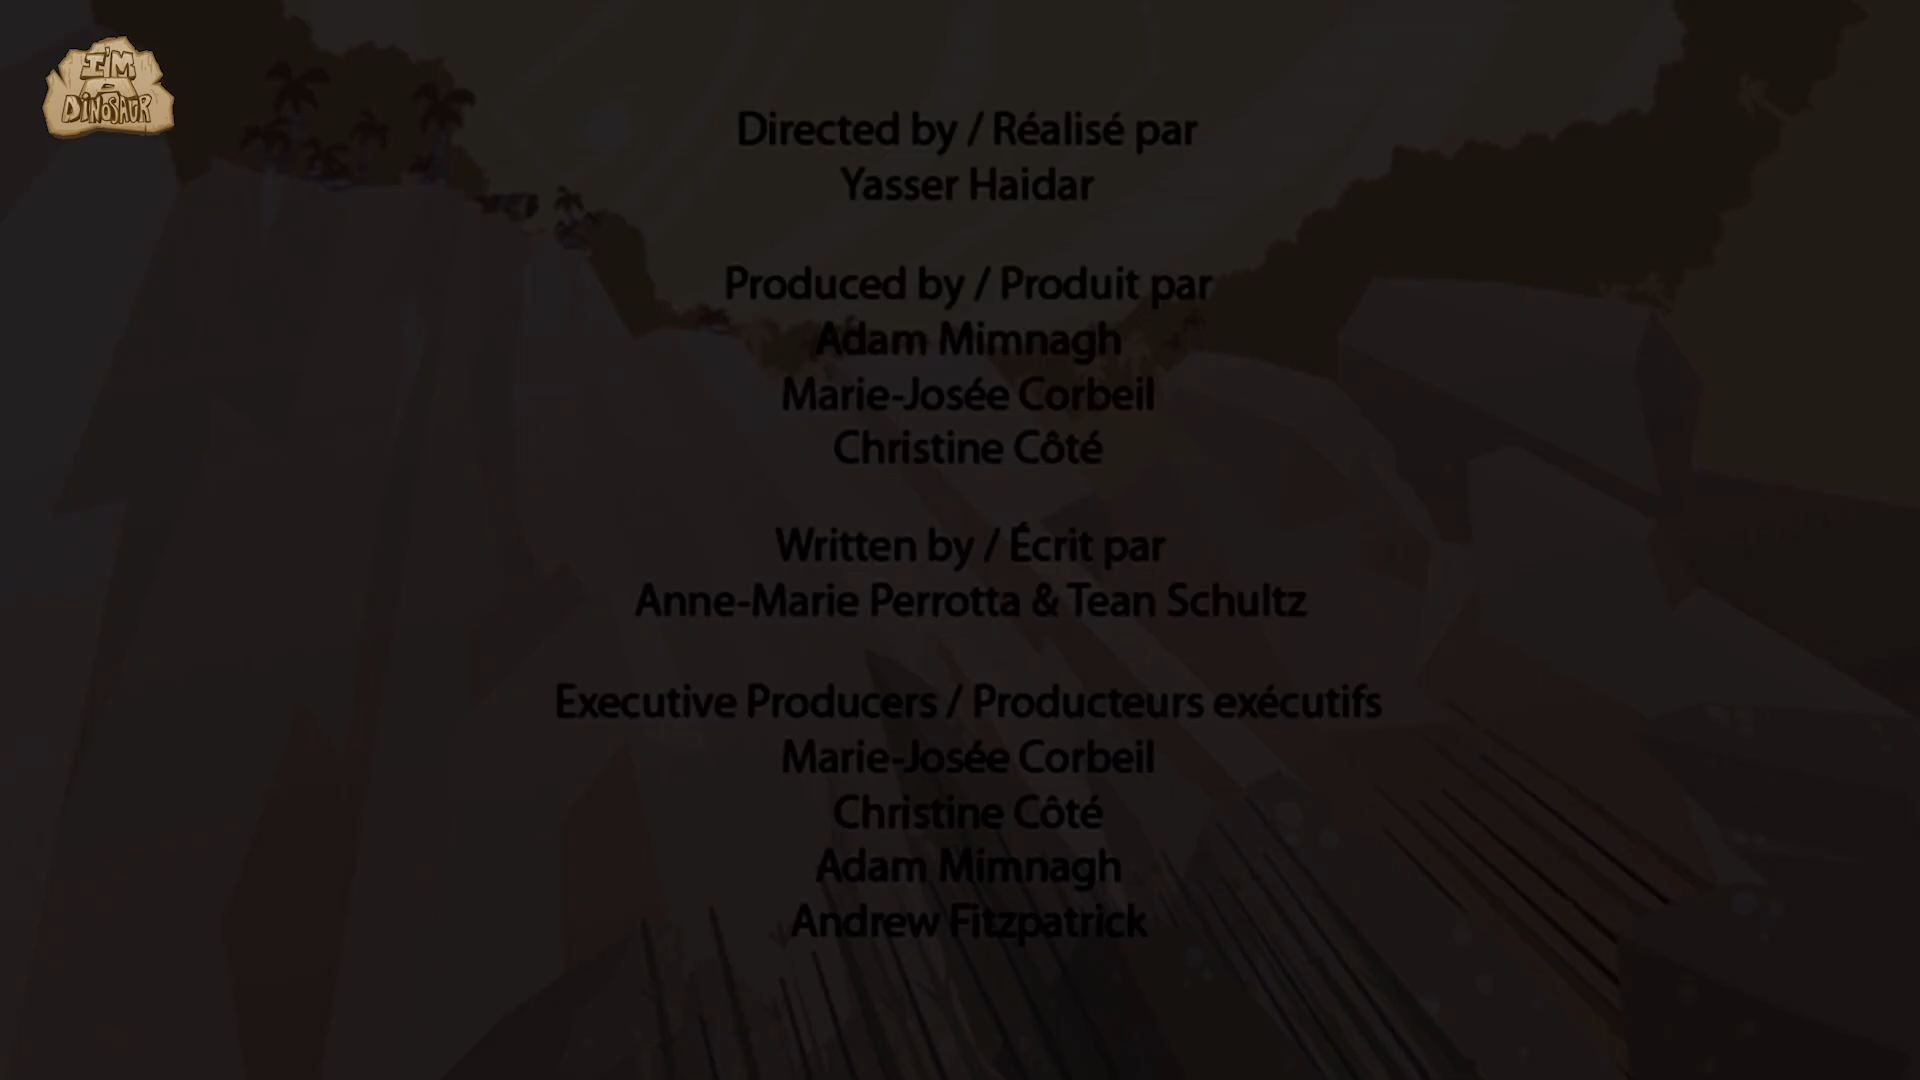 I'M
A
DINOSAUR
Directed by / Réalisé par
Yasser Haidar
Produced by / Produit par
Adam Mimnagh
Marie-Josée Corbeil
Christine Côté
Written by / Écrit par
Anne-Marie Perrotta & Tean Schultz
Executive Producers / Producteurs exécutifs
Marie-Josée Corbeil
Christine Côté
Adam Mimnagh
Andrew Fitzpatrick